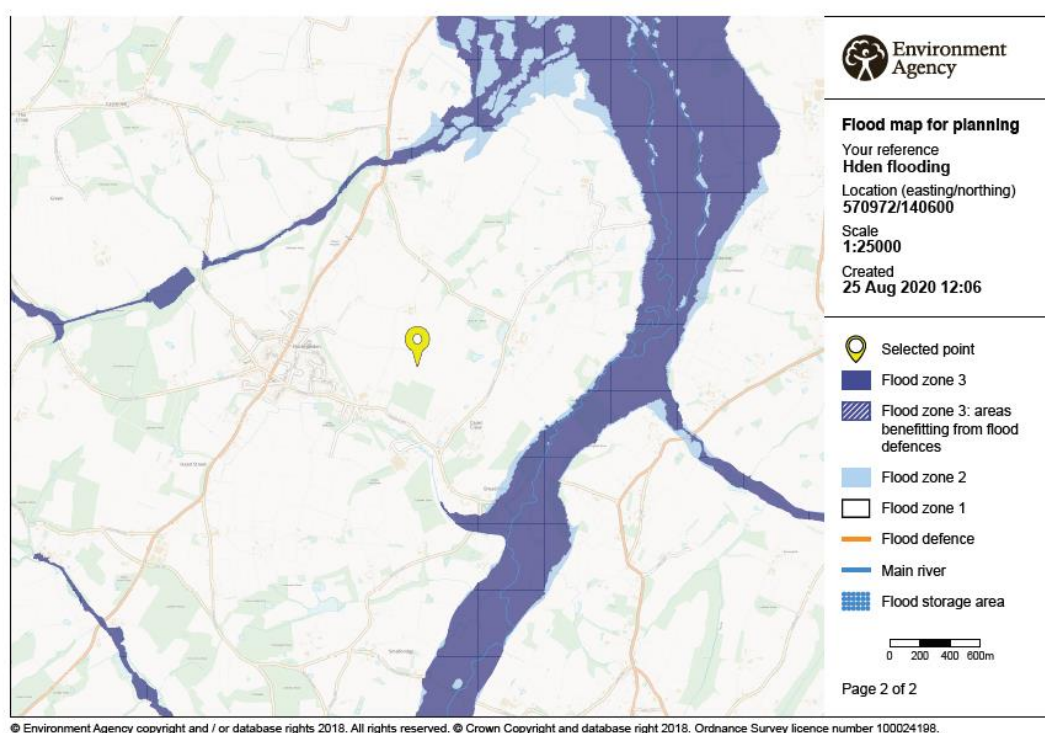 Environment
Agency
Flood map for planning
Your reference
Hden flooding
Location (easting/northing)
570972/140600
Scale
1:25000
Created
25 Aug 2020 12:06
Selected point
Flood zone 3
Flood zone 3: areas
benefitting from flood
defences
Flood zone 2
Flood zone 1
Flood defence
Main river
Flood storage area
0 200 400 600m
Page 2 of 2
© Environment Agency copyright and / or database rights 2018. All rights reserved. © Crown Copyright and database right 2018. Ordnance Survey licence number 100024198.